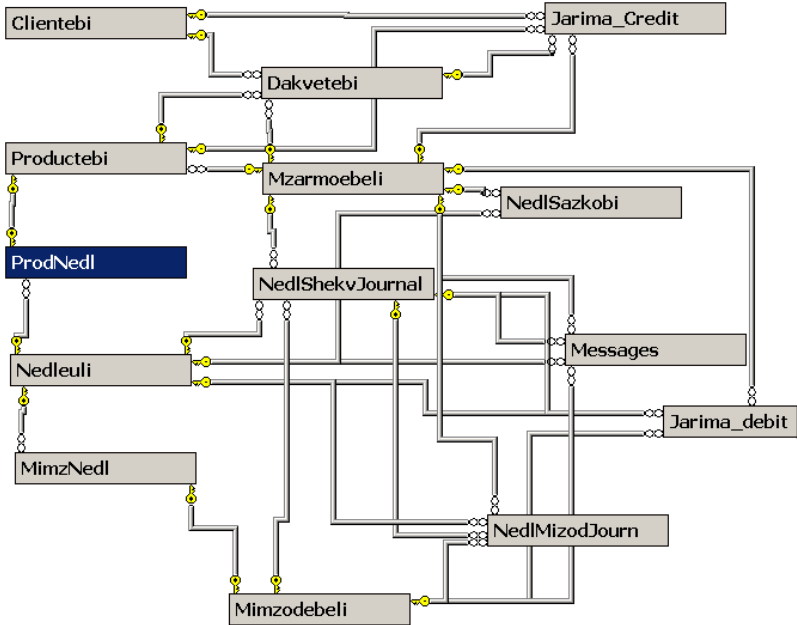 Clientebi
Jarima_Credit
Dakvetebi
Productebi
Mzarmoebeli
NedlSazkobi
ProdNedl
NedlShekvJournal
Messages
Nedleuli
Jarima_debit
MimzNedl
NedlMizodJourn
Mimzodebeli